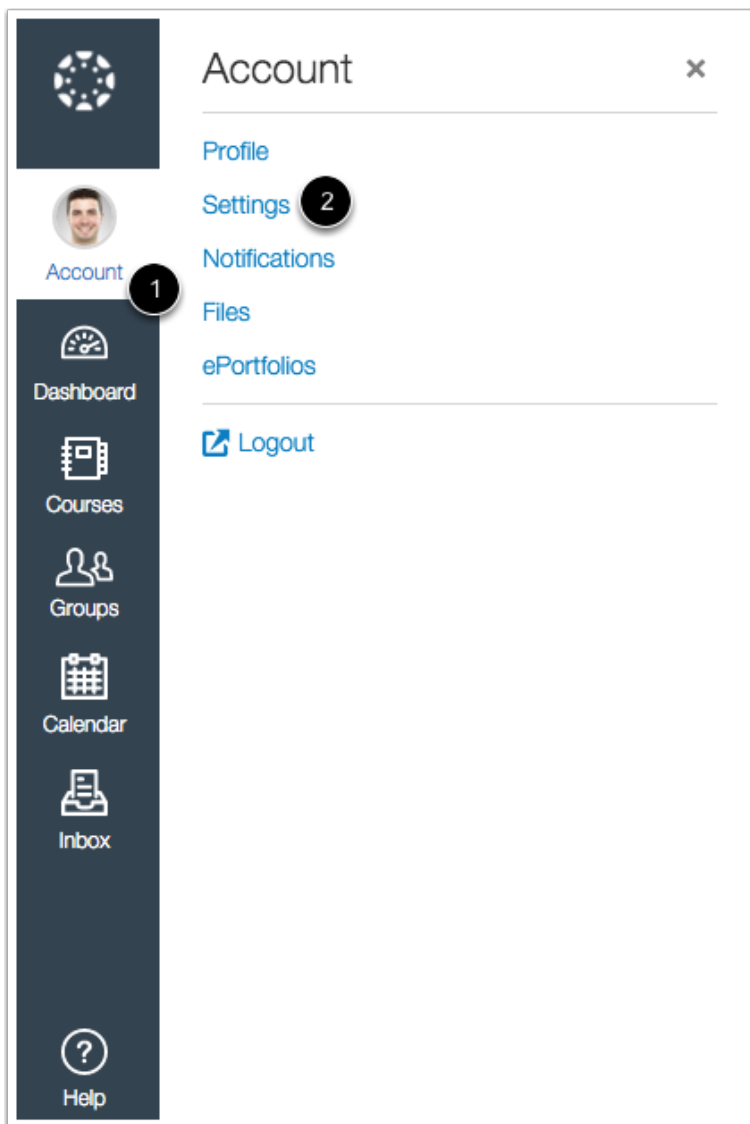 Account
×
Profile
Settings 2
Notifications
Files
ePortfolios
Logout
Account 1
Dashboard
Courses
Groups
Calendar
Inbox
?
Help